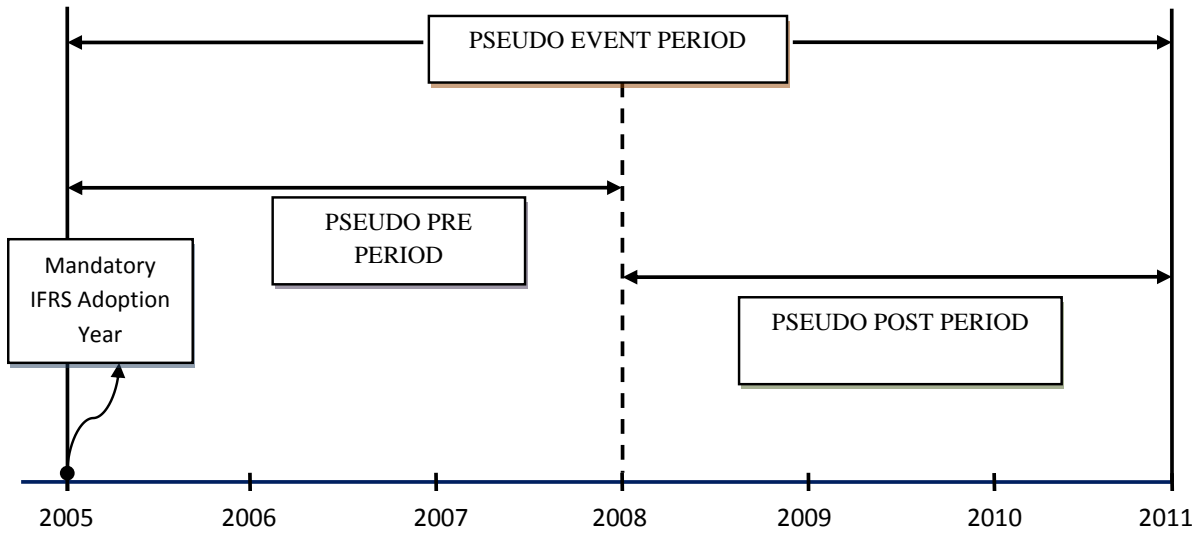 PSEUDO EVENT PERIOD
PSEUDO PRE
PERIOD
Mandatory
IFRS Adoption
Year
PSEUDO POST PERIOD
2005 2006 2007 2008 2009 2010 2011